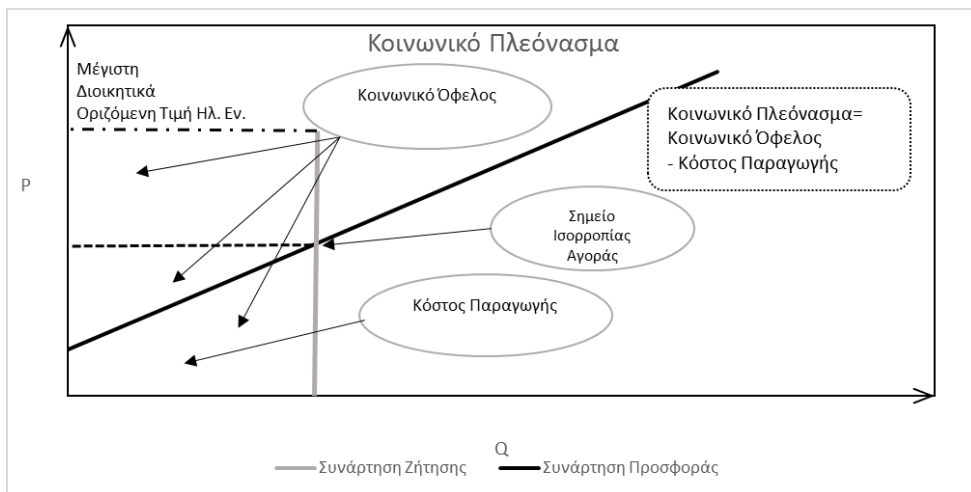 Κοινωνικό Πλεόνασμα
Μέγιστη
Διοικητικά
Οριζόμενη Τιμή Ηλ. Εν.
Κοινωνικό Όφελος
Κοινωνικό Πλεόνασμα=
Κοινωνικό Όφελος
- Κόστος Παραγωγής
P
Σημείο
Ισορροπίας
Αγοράς
Κόστος Παραγωγής
Q
Συνάρτηση Ζήτησης
Συνάρτηση Προσφοράς